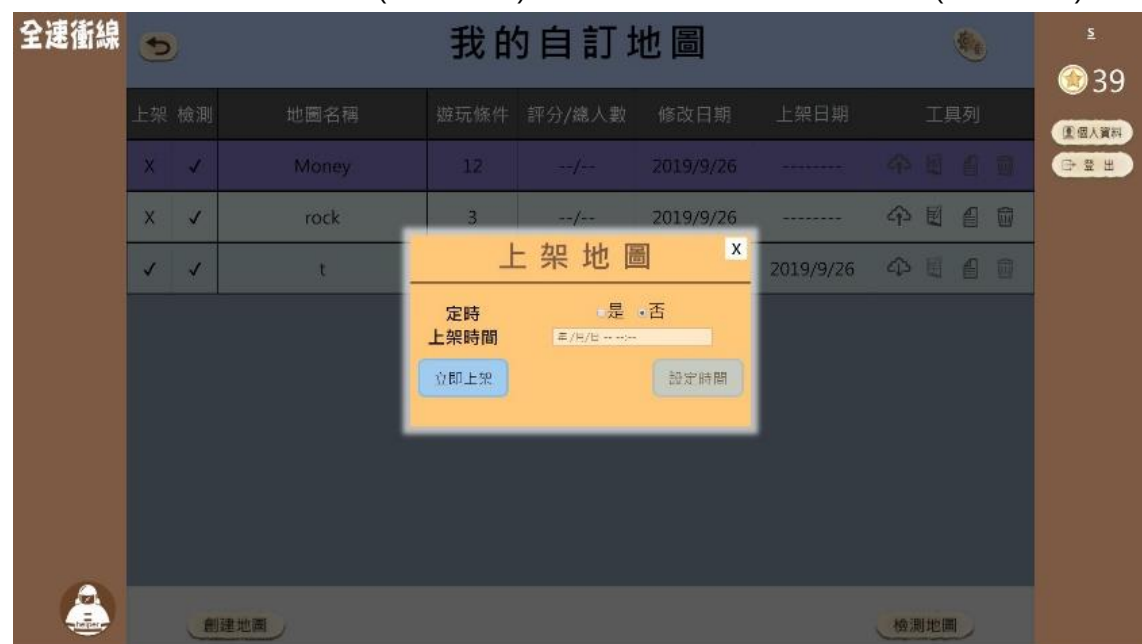 全速衝線
我的自訂地圖
s
39
個人資料
登出
上架 檢測 地圖名稱 遊玩條件 評分/總人數 修改日期 上架日期 工具列
X ✓ Money 12 --/-- 2019/9/26 --------
X ✓ rock 3 --/-- 2019/9/26 --------
✓ ✓ t 2019/9/26
上架地圖 X
定時 是 否
上架時間 年/月/日 -- --:--
立即上架 設定時間
helper
創建地圖 檢測地圖